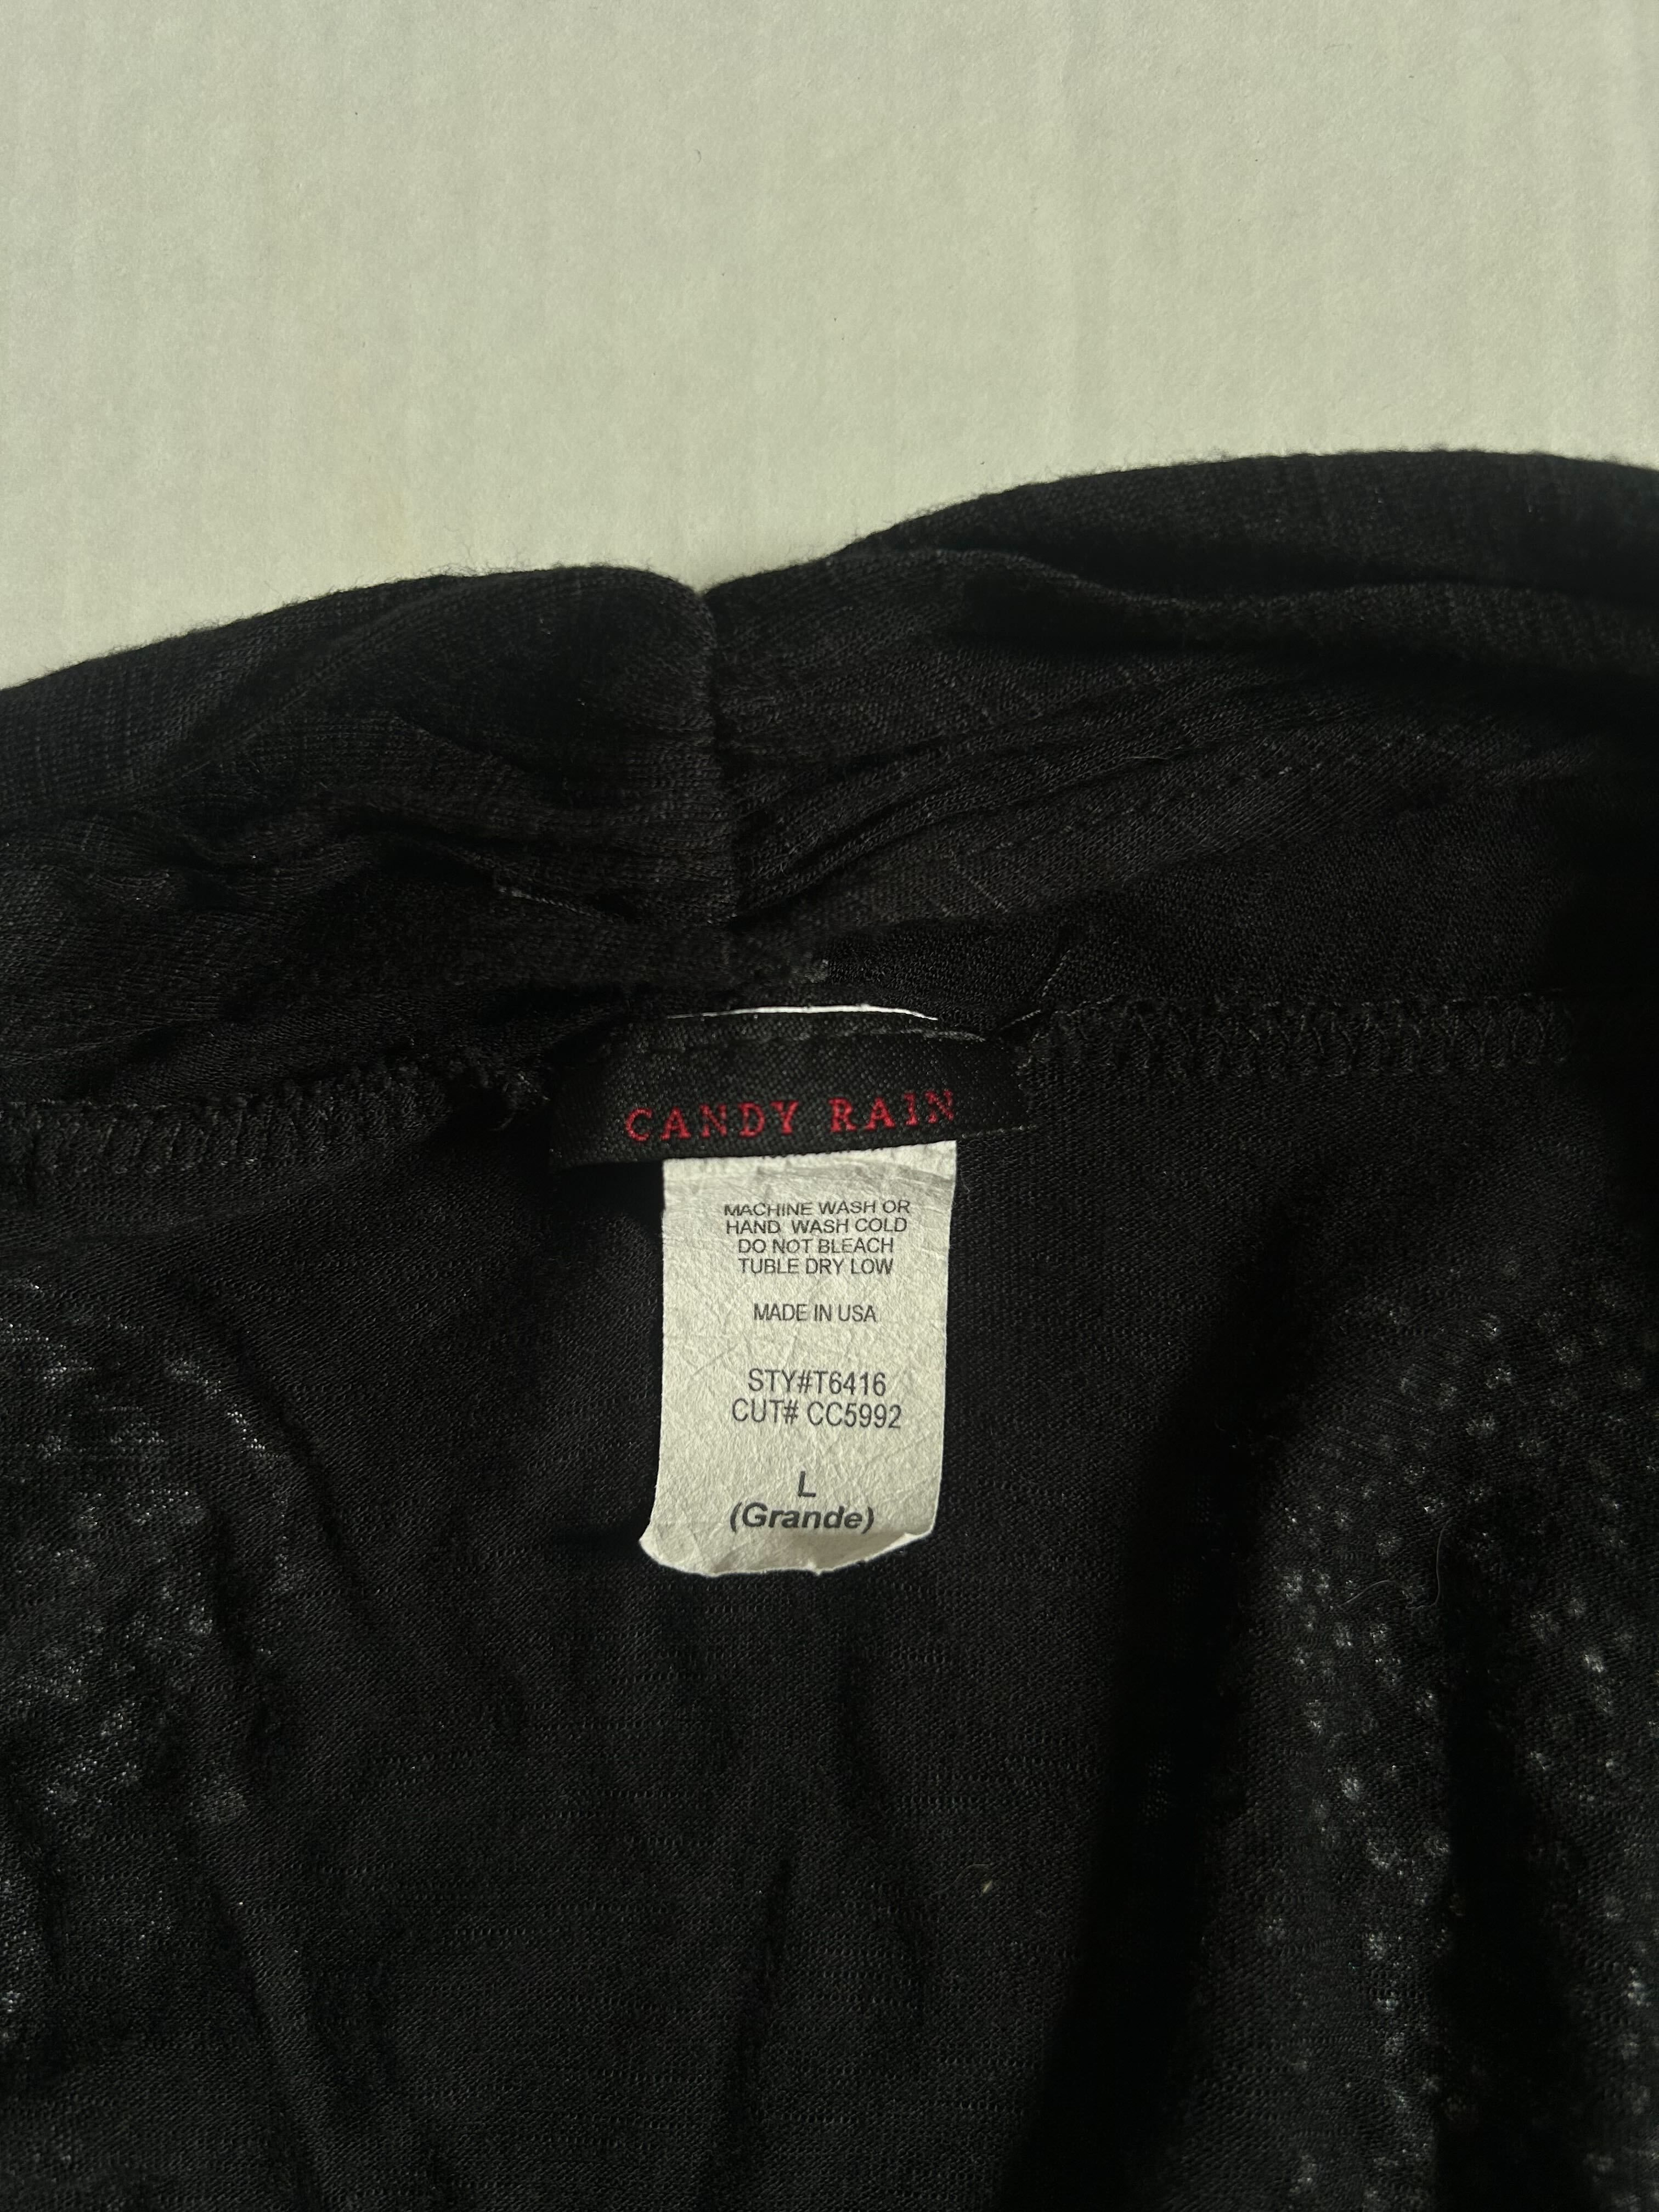 CANDY RAIN
MACHINE WASH OR
HAND WASH COLD
DO NOT BLEACH
TUBLE DRY LOW
MADE IN USA
STY#T6416
CUT# CC5992
L
(Grande)